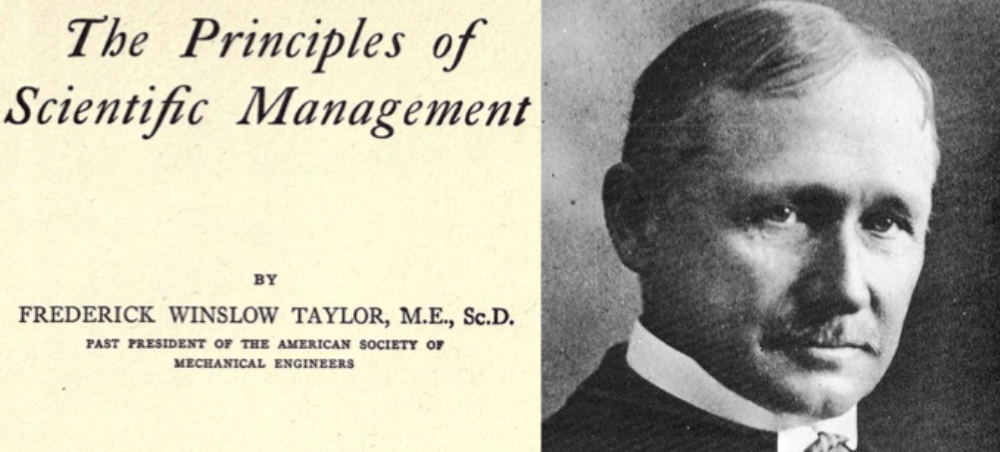 The Principles of
Scientific Management
BY
FREDERICK WINSLOW TAYLOR, M.E., Sc.D.
PAST PRESIDENT OF THE AMERICAN SOCIETY OF
MECHANICAL ENGINEERS